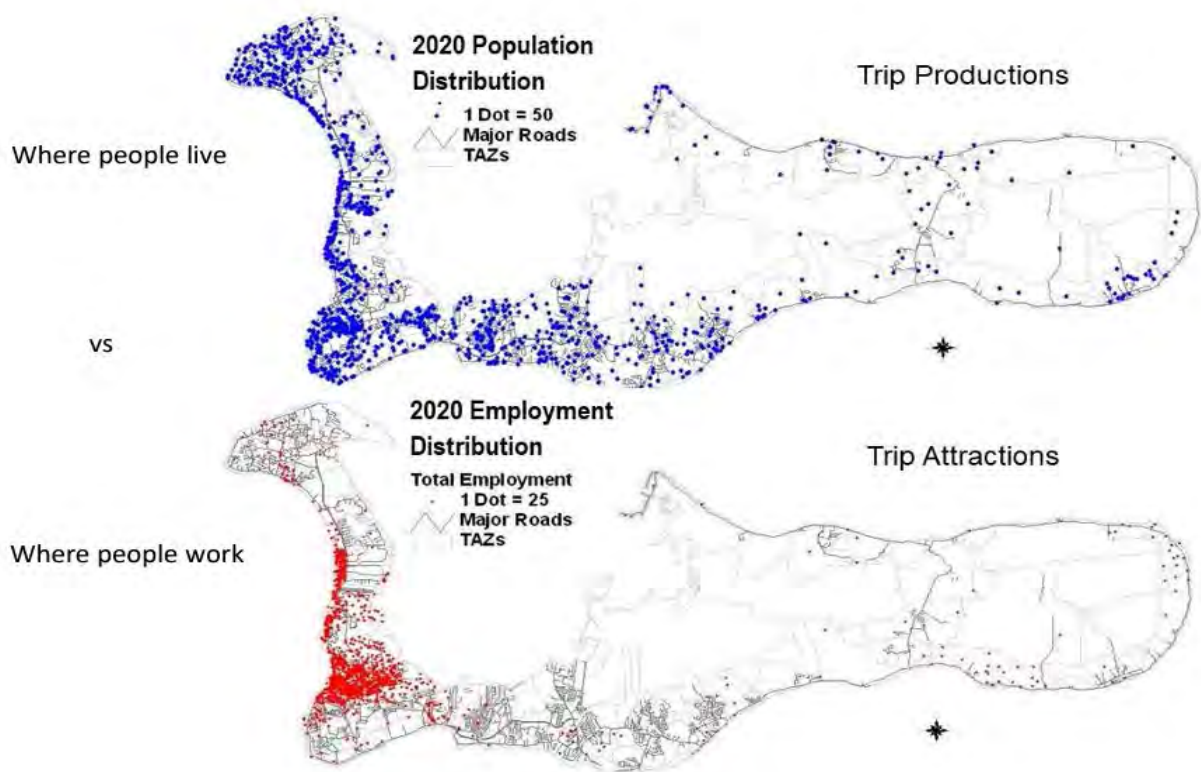 2020 Population
Distribution
1 Dot = 50
Major Roads
TAZs
Trip Productions
Where people live
vs
2020 Employment
Distribution
Total Employment
1 Dot = 25
Major Roads
TAZs
Trip Attractions
Where people work